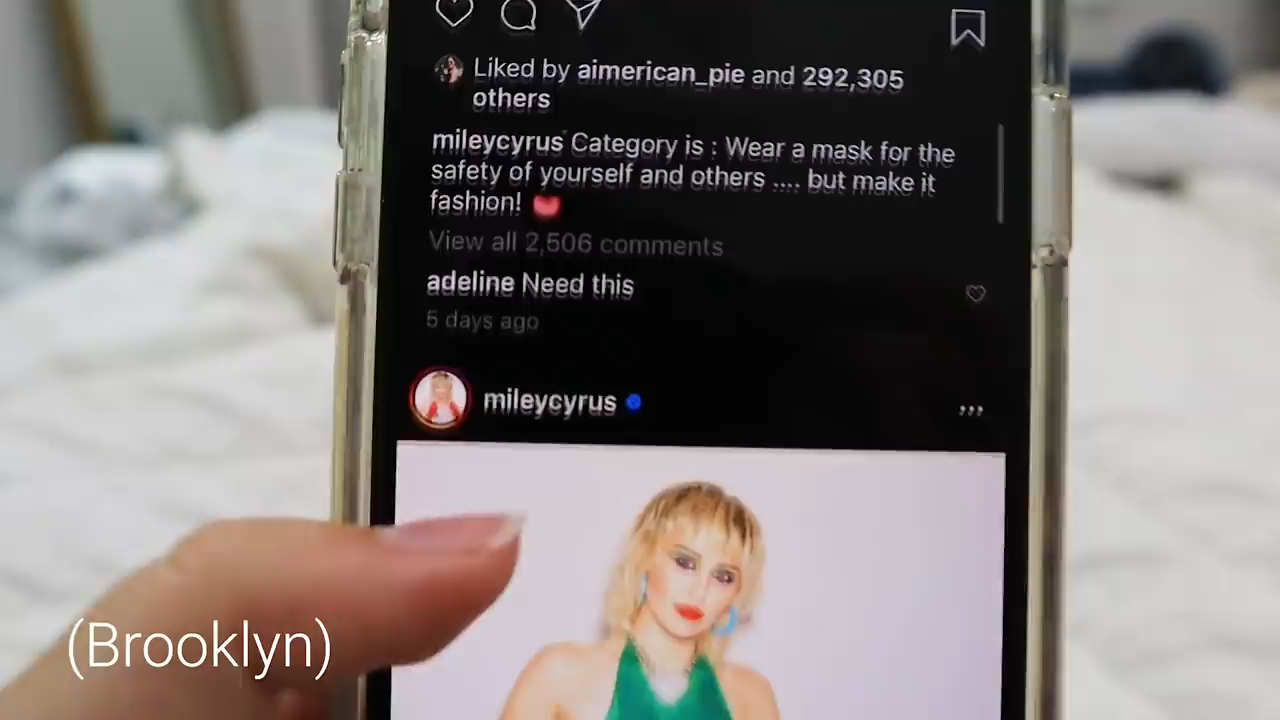 Liked by aimerican_pie and 292,305
others
mileycyrus Category is : Wear a mask for the
safety of yourself and others .... but make it
fashion!
View all 2,506 comments
adeline Need this
5 days ago
mileycyrus
(Brooklyn)